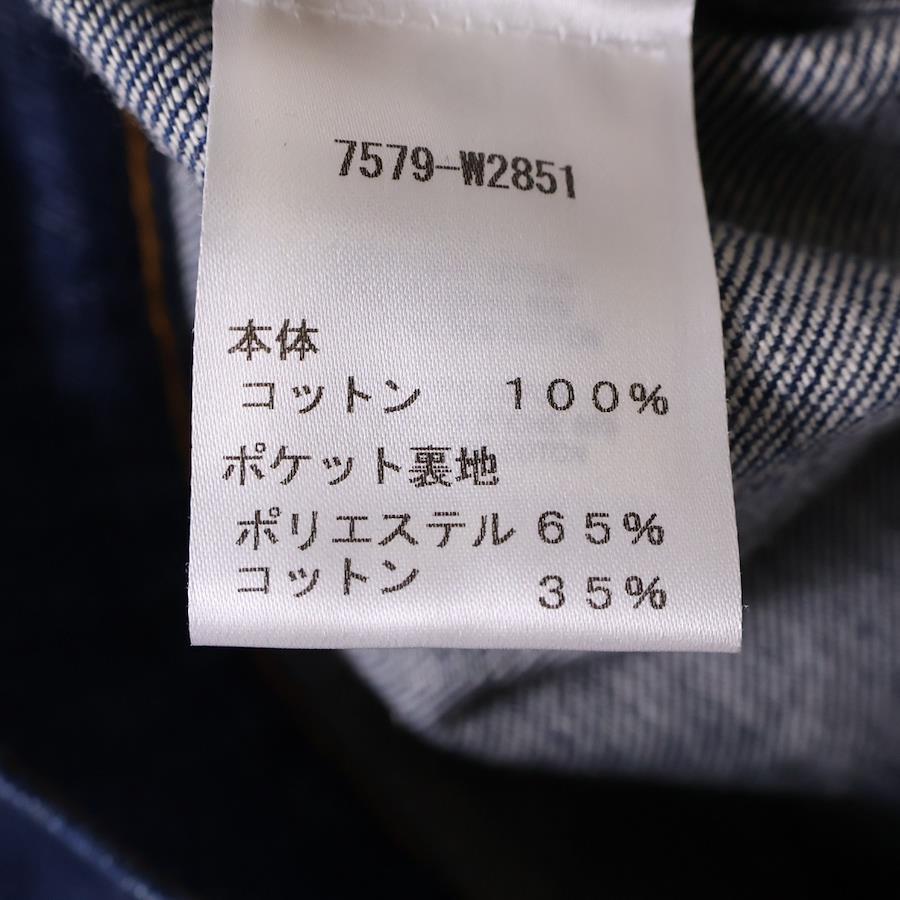 7579-W2851
本体
コットン １００％
ポケット裏地
ポリエステル ６５％
コットン ３５％